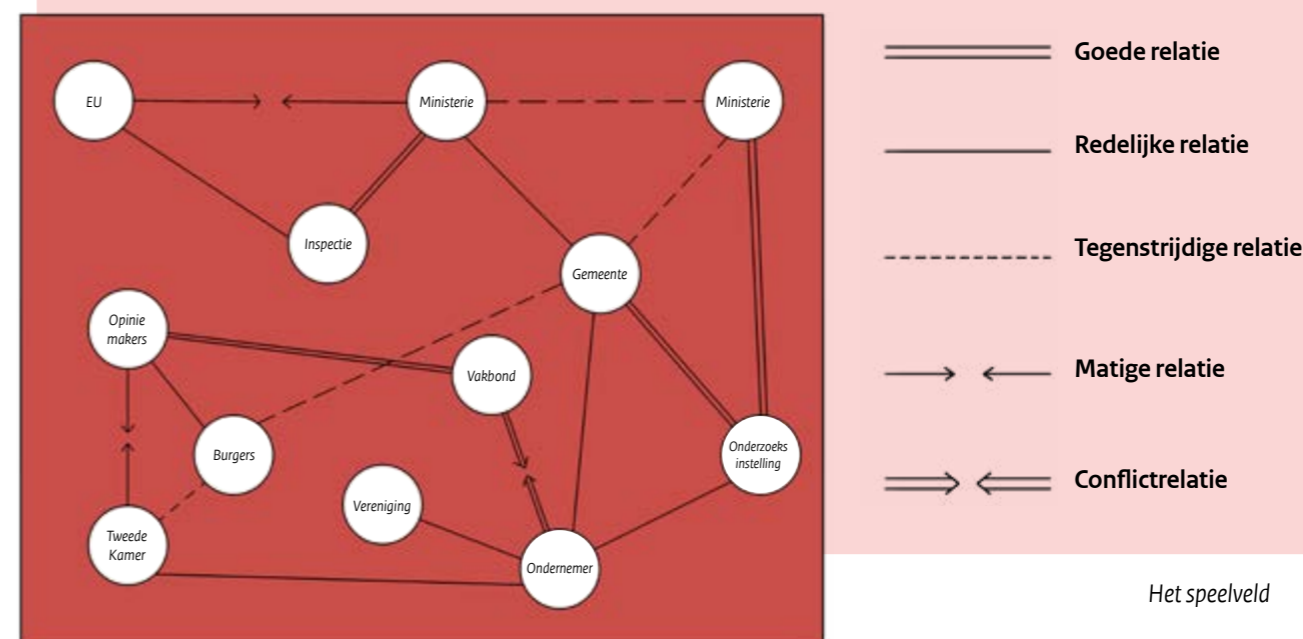 EU
Ministerie
Ministerie
Inspectie
Gemeente
Opinie
makers
Vakbond
Burgers
Onderzoeks
instelling
Vereniging
Tweede
Kamer
Ondernemer
Goede relatie
Redelijke relatie
Tegenstrijdige relatie
Matige relatie
Conflictrelatie
Het speelveld